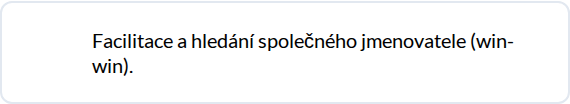 Facilitace a hledání společného jmenovatele (win-
win).